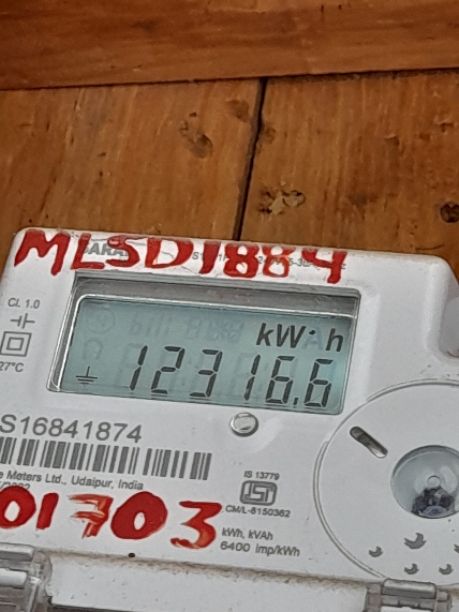 MLSD1884
Cl. 1.0
27°C
kW·h
12316.6
S16841874
e Meters Ltd., Udaipur, India
IS 13779
CM/L-8150362
01703
kWh, kVAh
6400 imp/kWh